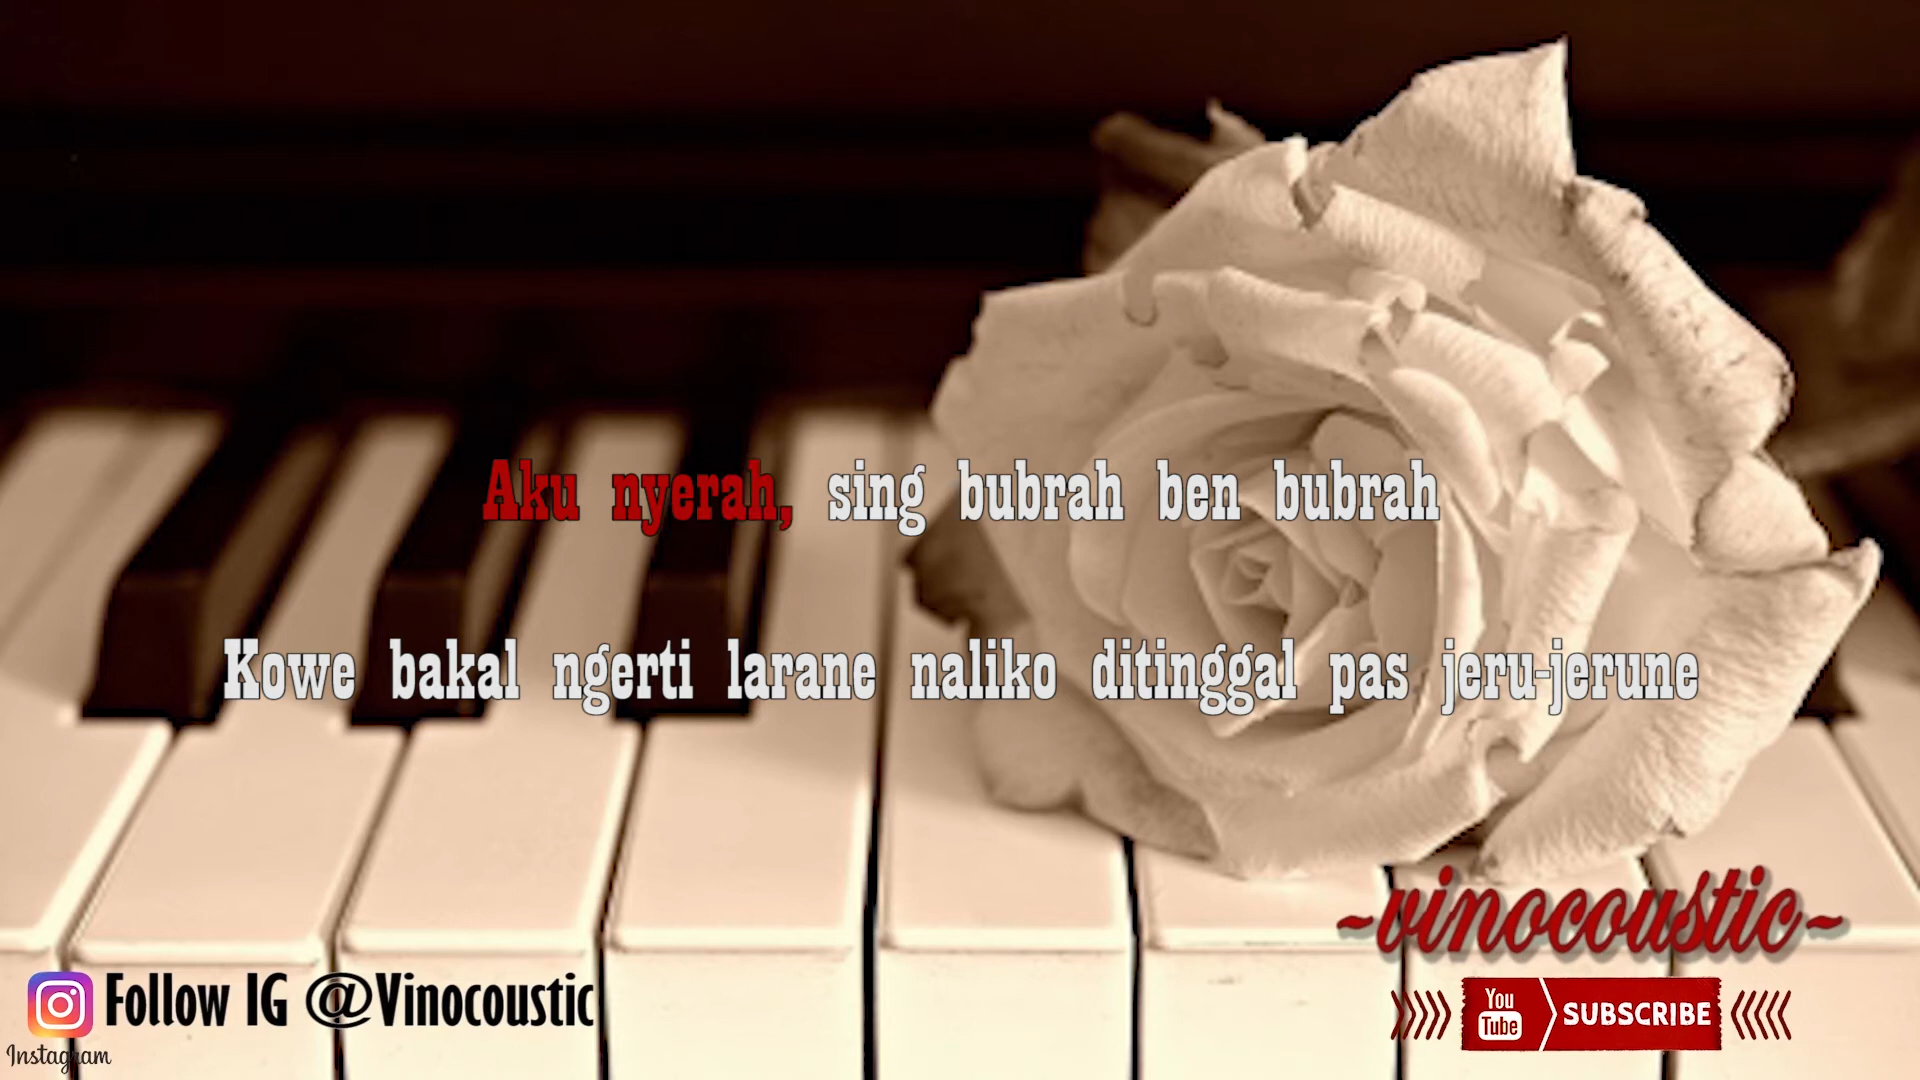 Aku nyerah, sing bubrah ben bubrah
Kowe bakal ngerti larane naliko ditinggal pas jeru-jerune
~vinocoustic~
Follow IG @Vinocoustic
Instagram
You Tube SUBSCRIBE